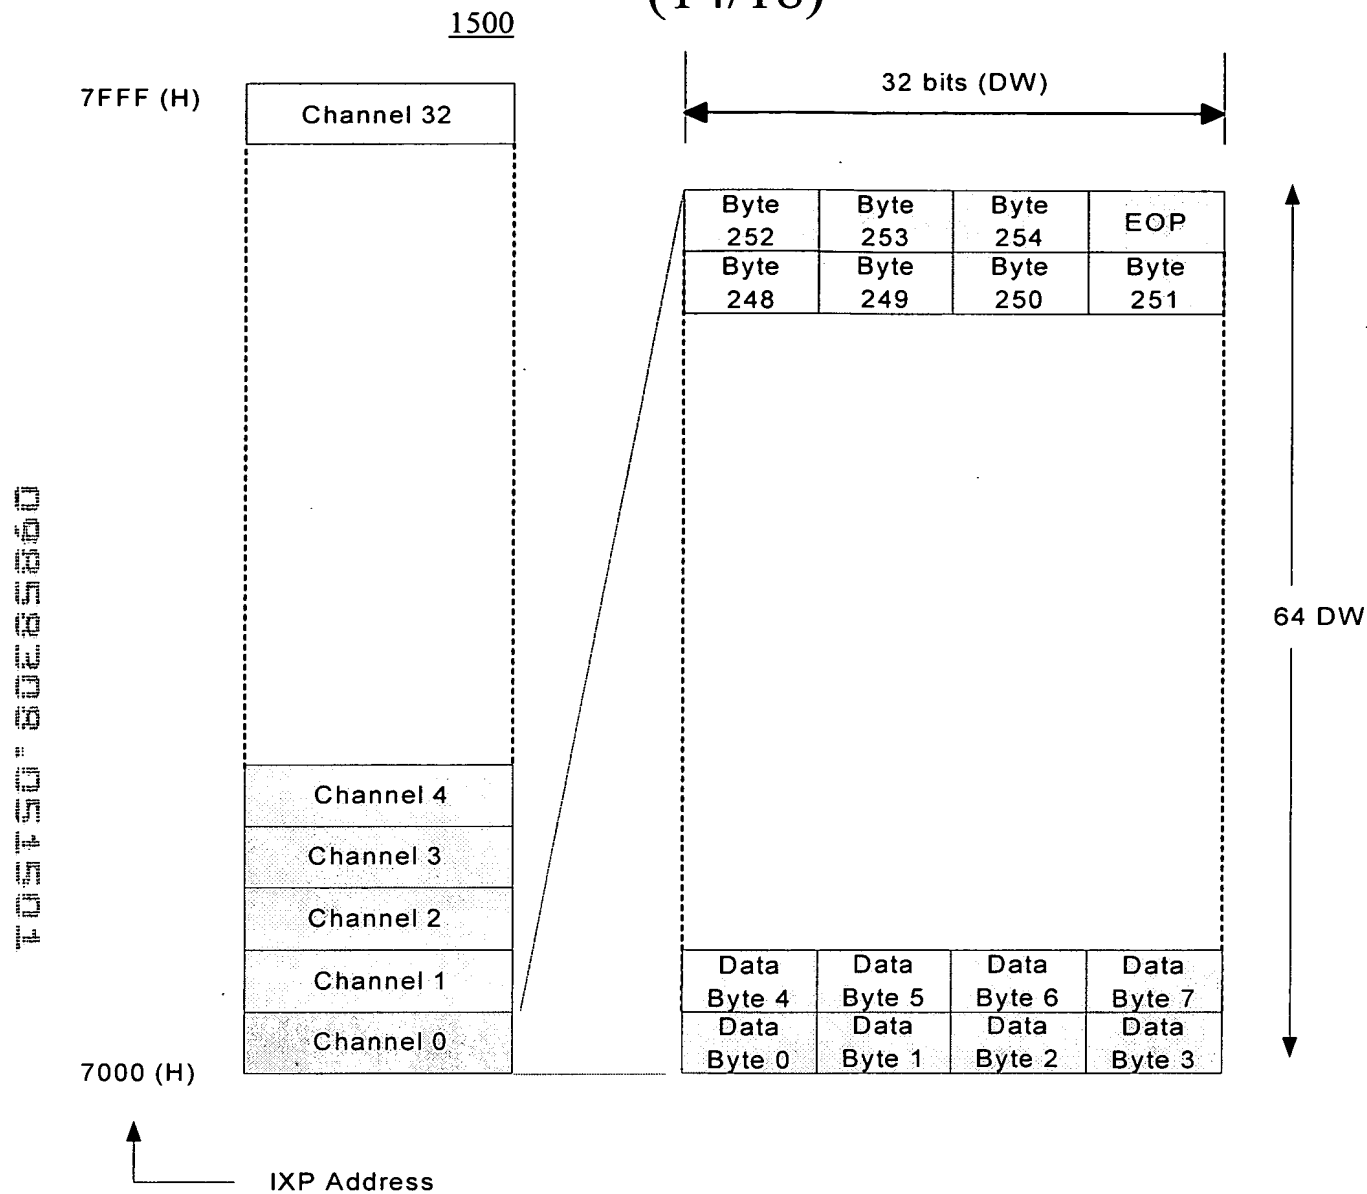 (14/18)
1500
7FFF (H)
Channel 32
32 bits (DW)
Byte 252
Byte 253
Byte 254
EOP
Byte 248
Byte 249
Byte 250
Byte 251
64 DW
Channel 4
Channel 3
Channel 2
Channel 1
Channel 0
Data Byte 4
Data Byte 5
Data Byte 6
Data Byte 7
Data Byte 0
Data Byte 1
Data Byte 2
Data Byte 3
7000 (H)
IXP Address
09858308.051501